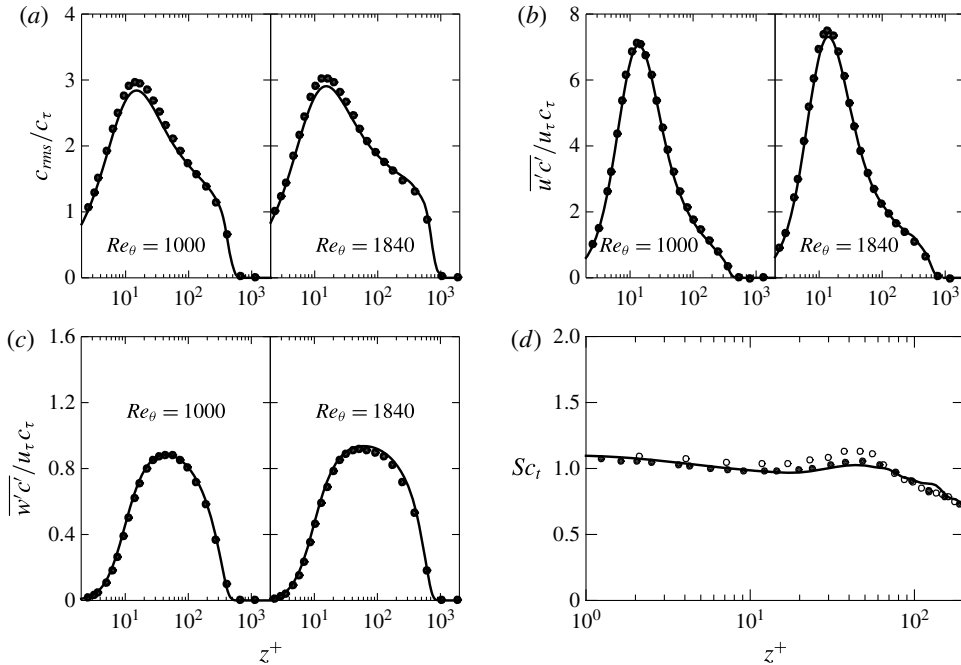 (a)
4
3
2
1
0
c_rms/c_τ
Re_θ = 1000
Re_θ = 1840
10^1 10^2 10^3 10^1 10^2 10^3
(b)
8
6
4
2
0
u′c′/u_τ c_τ
Re_θ = 1000
Re_θ = 1840
10^1 10^2 10^3 10^1 10^2 10^3
(c)
1.6
1.2
0.8
0.4
0
w′c′/u_τ c_τ
Re_θ = 1000
Re_θ = 1840
10^1 10^2 10^3 10^1 10^2 10^3
z^+
(d)
2.0
1.5
1.0
0.5
0
Sc_t
10^0 10^1 10^2
z^+